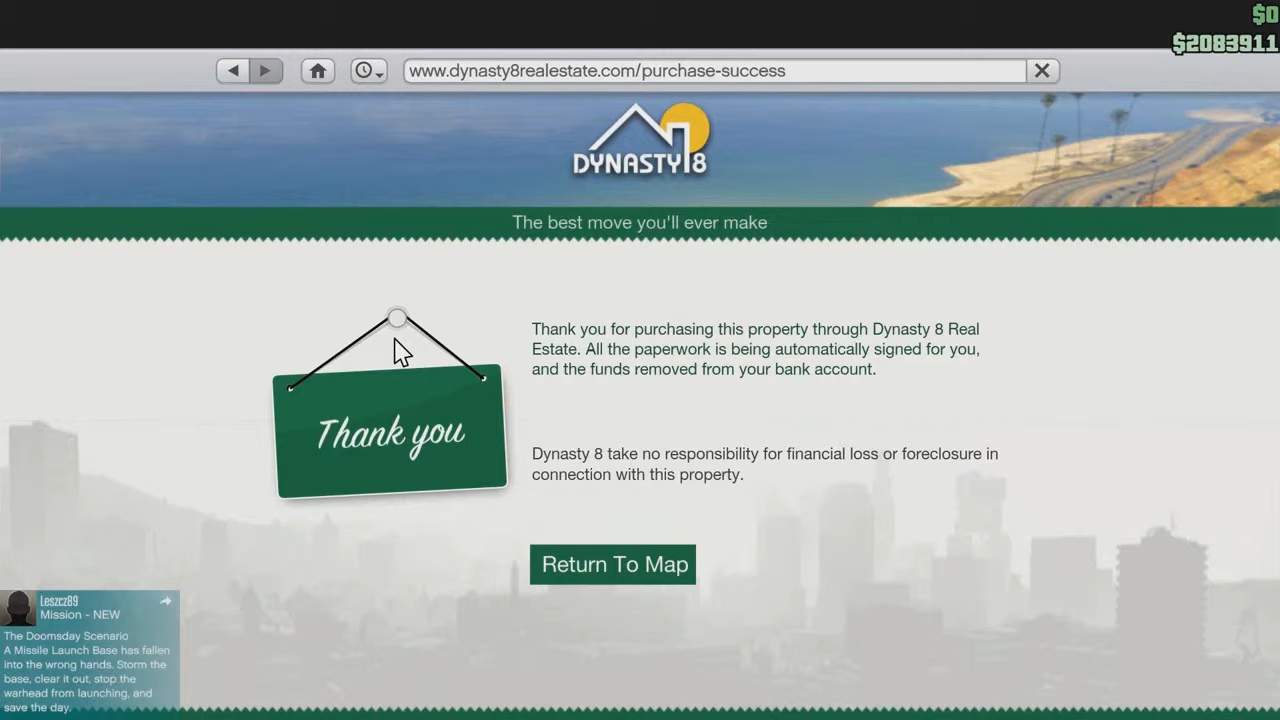 $0
$2083911
www.dynasty8realestate.com/purchase-success
DYNASTY 8
The best move you'll ever make
Thank you for purchasing this property through Dynasty 8 Real
Estate. All the paperwork is being automatically signed for you,
and the funds removed from your bank account.
Thank you
Dynasty 8 take no responsibility for financial loss or foreclosure in
connection with this property.
Return To Map
Leszcz89
Mission - NEW
The Doomsday Scenario
A Missile Launch Base has fallen
into the wrong hands. Storm the
base, clear it out, stop the
warhead from launching, and
save the day.